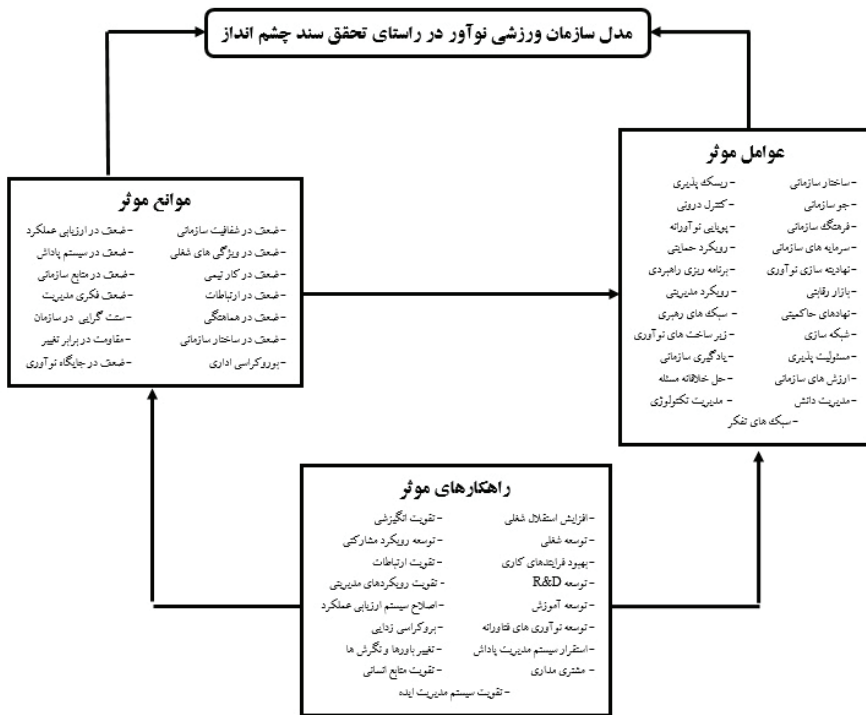 مدل سازمان ورزشی نوآور در راستای تحقق سند چشم انداز
عوامل موثر
-ساختار سازمانی
-جو سازمانی
-فرهنگ سازمانی
-سرمایه های سازمانی
-نهادینه سازی نوآوری
-بازار رقابتی
-نهادهای حاکمیتی
-شبکه سازی
-مسئولیت پذیری
-ارزش های سازمانی
-مدیریت دانش
-ریسک پذیری
-کنترل درونی
-پویایی نوآورانه
-رویکرد حمایتی
-برنامه ریزی راهبردی
-رویکرد مدیریتی
- سبک های رهبری
-زیر ساخت های نوآوری
-یادگیری سازمانی
-حل خلاقانه مسئله
- مدیریت تکنولوژی
-سبک های تفکر
موانع موثر
-ضعف در شفافیت سازمانی
-ضعف در ویژگی های شغلی
-ضعف در کار تیمی
-ضعف در ارتباطات
-ضعف در هماهنگی
-ضعف در ساختار سازمانی
-بوروکراسی اداری
-ضعف در ارزیابی عملکرد
-ضعف در سیستم پاداش
-ضعف در منابع سازمانی
-ضعف فکری مدیریت
-سنت گرایی در سازمان
-مقاومت در برابر تغییر
-ضعف در جایگاه نوآوری
راهکارهای موثر
-افزایش استقلال شغلی
-توسعه شغلی
-بهبود فرایندهای کاری
-توسعه R&D
-توسعه آموزش
-توسعه نوآوری های فناورانه
-استقرار سیستم مدیریت پاداش
- مشتری مداری
-تقویت انگیزشی
-توسعه رویکرد مشارکتی
-تقویت ارتباطات
-تقویت رویکردهای مدیریتی
-اصلاح سیستم ارزیابی عملکرد
-بروکراسی زدایی
-تغییر باورها و نگرش ها
-تقویت منابع انسانی
-تقویت سیستم مدیریت ایده